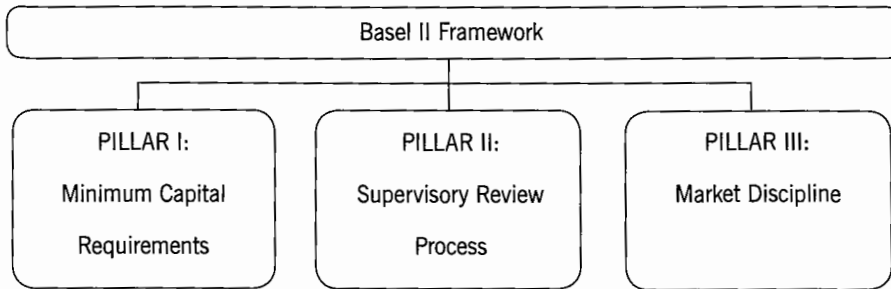 Basel II Framework
PILLAR I:
Minimum Capital
Requirements
PILLAR II:
Supervisory Review
Process
PILLAR III:
Market Discipline